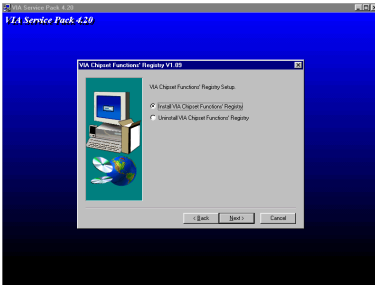 VIA Service Pack 4.20
VIA Service Pack 4.20
VIA Chipset Functions' Registry V1.09
VIA Chipset Functions' Registry Setup.
Install VIA Chipset Functions' Registry
Uninstall VIA Chipset Functions' Registry
< Back
Next >
Cancel